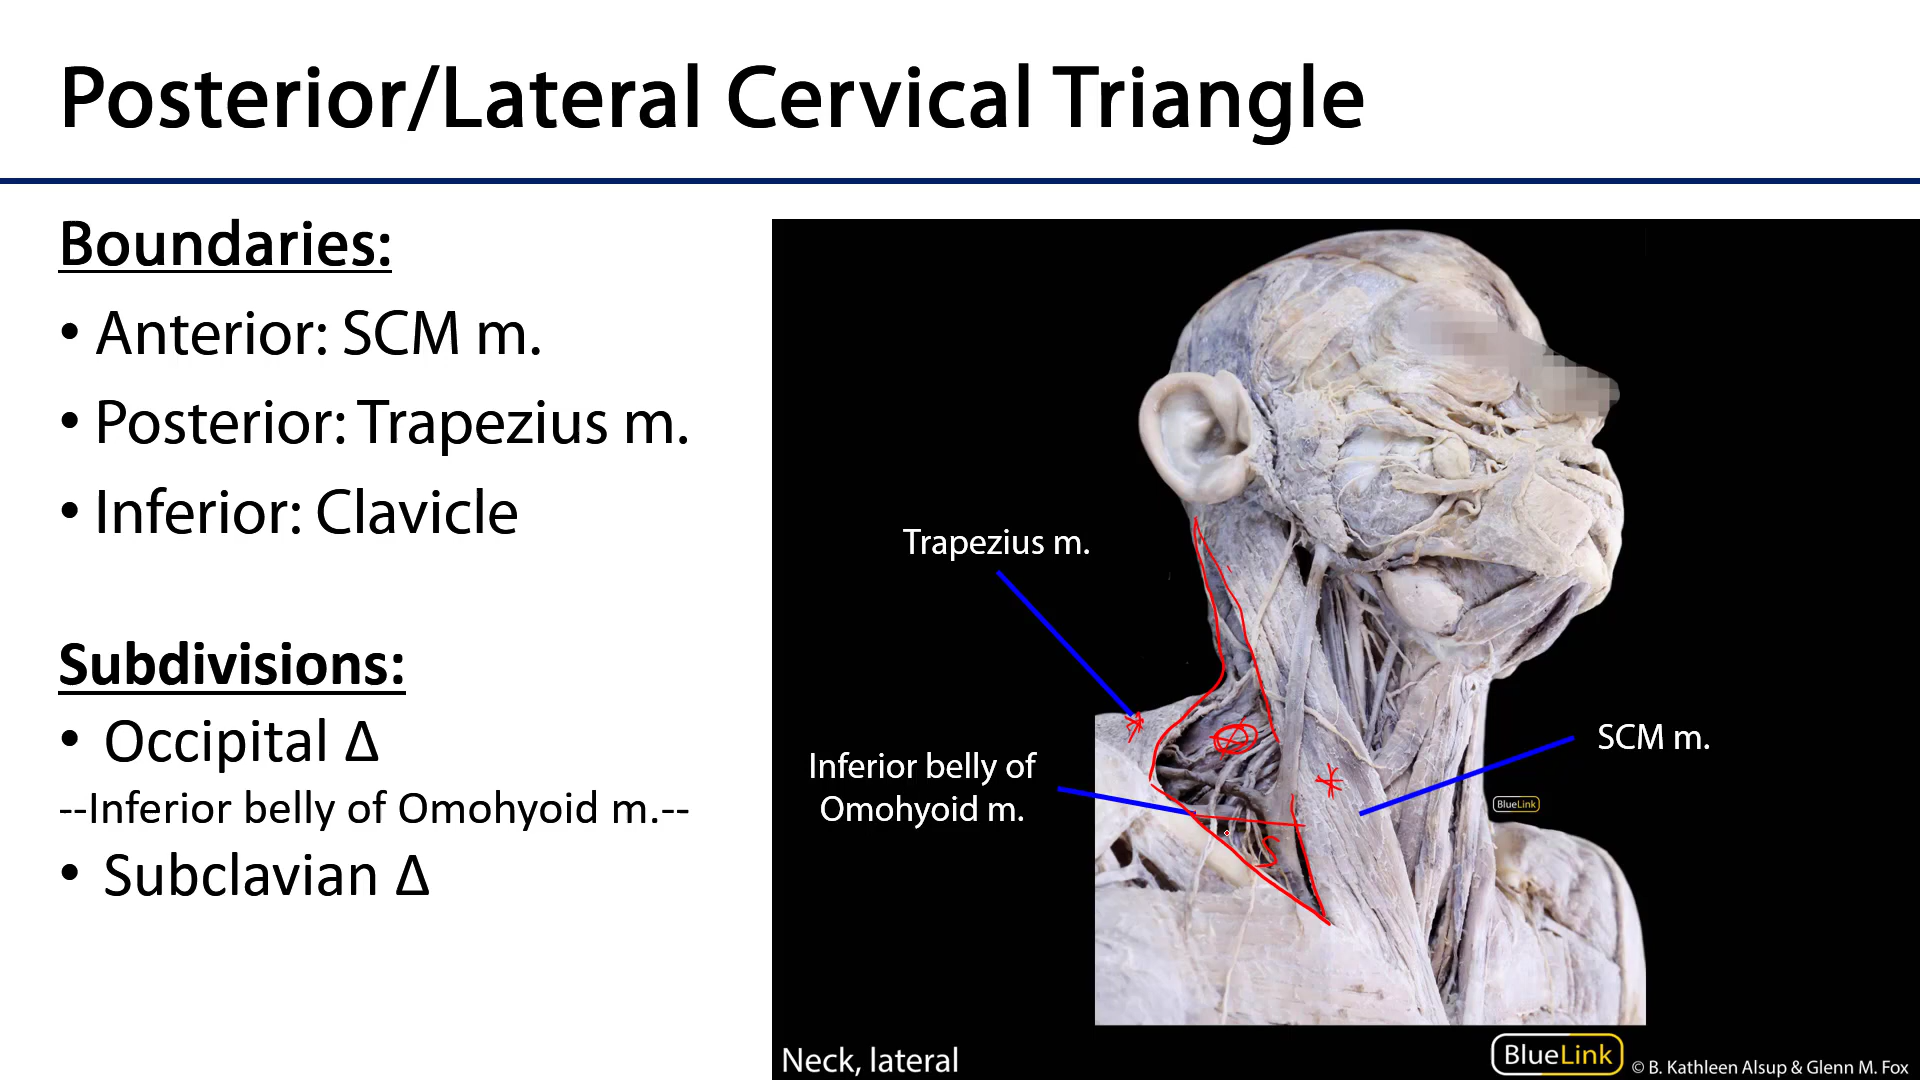 Posterior/Lateral Cervical Triangle
Boundaries:
• Anterior: SCM m.
• Posterior: Trapezius m.
• Inferior: Clavicle
Subdivisions:
• Occipital Δ
--Inferior belly of Omohyoid m.--
• Subclavian Δ
Trapezius m.
Inferior belly of
Omohyoid m.
SCM m.
S
BlueLink
Neck, lateral
BlueLink
© B. Kathleen Alsup & Glenn M. Fox